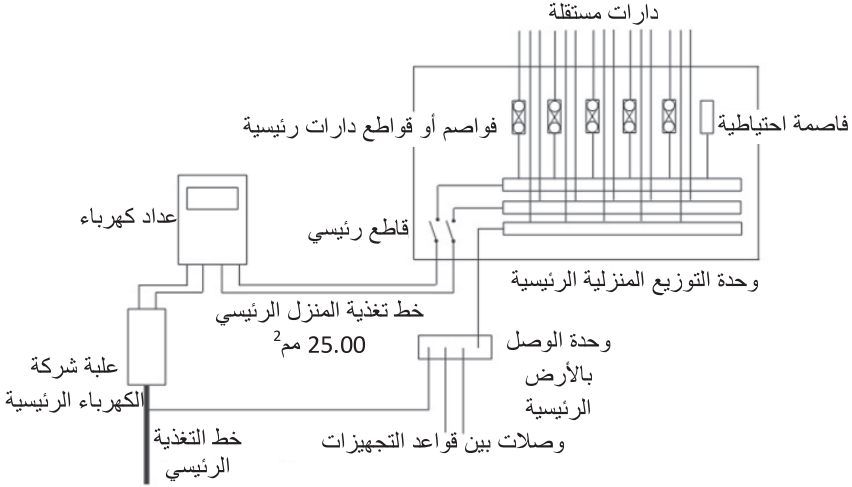 دارات مستقلة
فواصم أو قواطع دارات رئيسية
فاصمة احتياطية
عداد كهرباء
قاطع رئيسي
وحدة التوزيع المنزلية الرئيسية
خط تغذية المنزل الرئيسي
25.00 مم²
وحدة الوصل
بالأرض
الرئيسية
علبة شركة
الكهرباء الرئيسية
وصلات بين قواعد التجهيزات
خط التغذية
الرئيسي